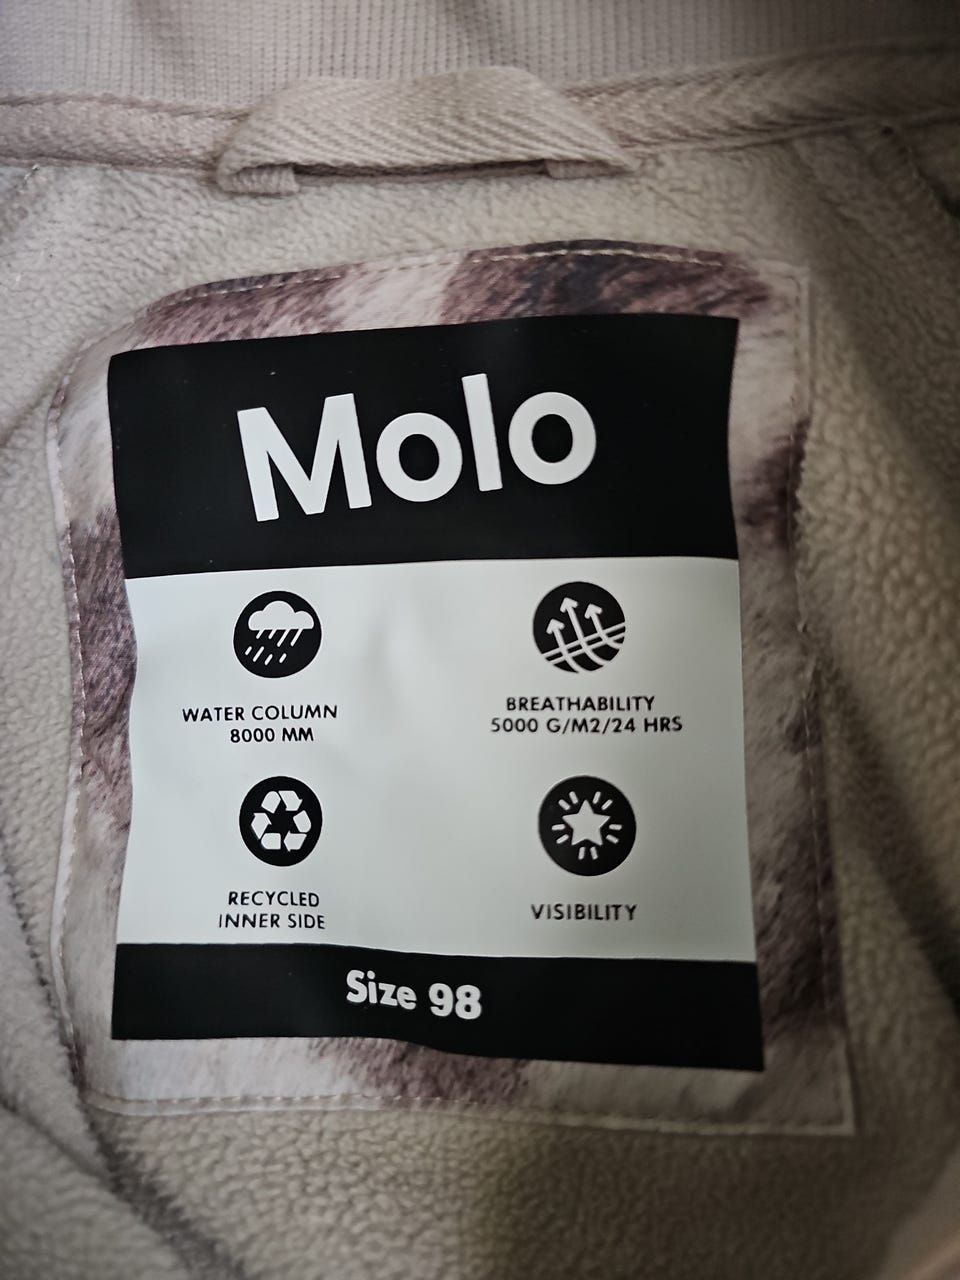 Molo
WATER COLUMN
8000 MM
BREATHABILITY
5000 G/M2/24 HRS
RECYCLED
INNER SIDE
VISIBILITY
Size 98